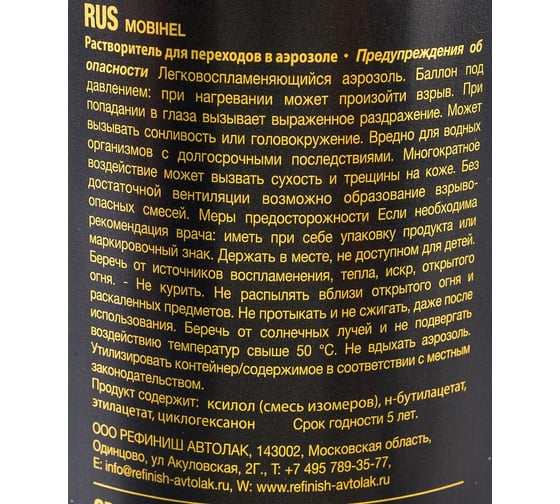 RUS MOBIHEL
Растворитель для переходов в аэрозоле • Предупреждения об
опасности Легковоспламеняющийся аэрозоль. Баллон под
давлением: при нагревании может произойти взрыв. При
попадании в глаза вызывает выраженное раздражение. Может
вызывать сонливость или головокружение. Вредно для водных
организмов с долгосрочными последствиями. Многократное
воздействие может вызвать сухость и трещины на коже. Без
достаточной вентиляции возможно образование взрыво-
опасных смесей. Меры предосторожности Если необходима
рекомендация врача: иметь при себе упаковку продукта или
маркировочный знак. Держать в месте, не доступном для детей.
Беречь от источников воспламенения, тепла, искр, открытого
огня. - Не курить. Не распылять вблизи открытого огня и
раскаленных предметов. Не протыкать и не сжигать, даже после
использования. Беречь от солнечных лучей и не подвергать
воздействию температур свыше 50 °C. Не вдыхать аэрозоль.
Утилизировать контейнер/содержимое в соответствии с местным
законодательством.
Продукт содержит: ксилол (смесь изомеров), н-бутилацетат,
этилацетат, циклогексанон Срок годности 5 лет.
ООО РЕФИНИШ АВТОЛАК, 143002, Московская область,
Одинцово, ул Акуловская, 2Г., Т: +7 495 789-35-77,
E: info@refinish-avtolak.ru, W: www.refinish-avtolak.ru